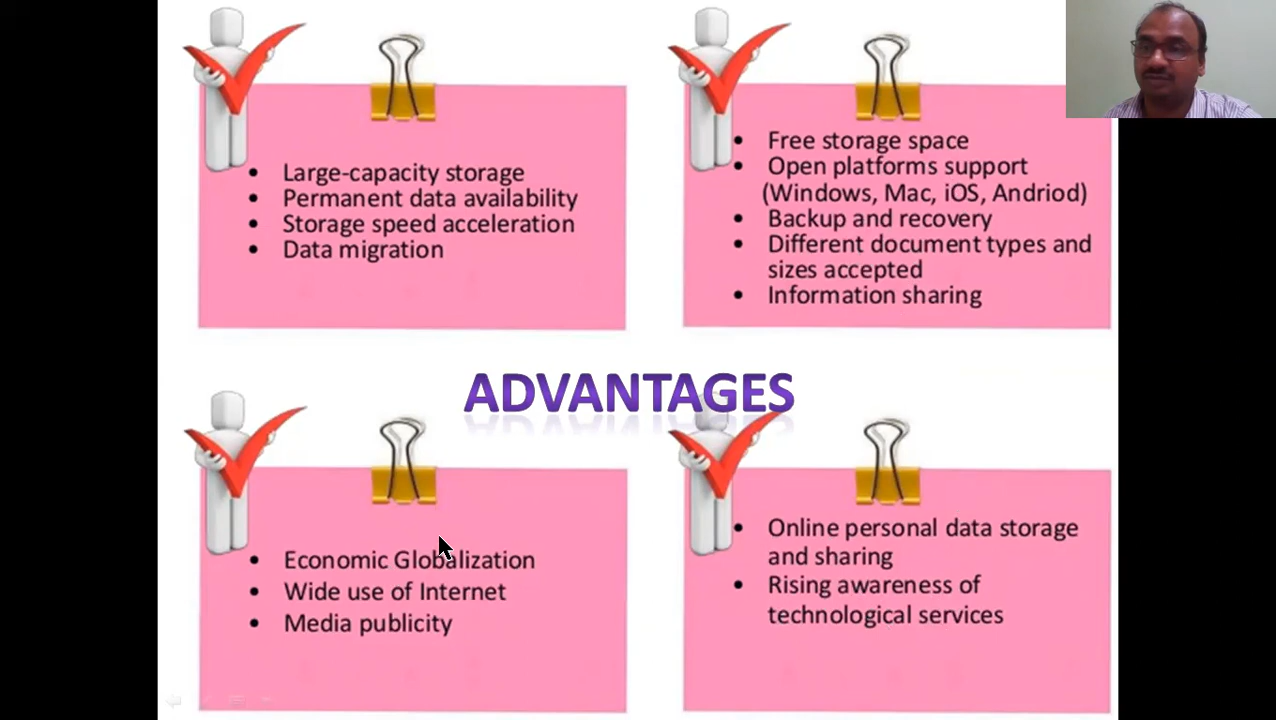 • Large-capacity storage
• Permanent data availability
• Storage speed acceleration
• Data migration
• Free storage space
• Open platforms support
(Windows, Mac, iOS, Andriod)
• Backup and recovery
• Different document types and
sizes accepted
• Information sharing
ADVANTAGES
• Economic Globalization
• Wide use of Internet
• Media publicity
• Online personal data storage
and sharing
• Rising awareness of
technological services